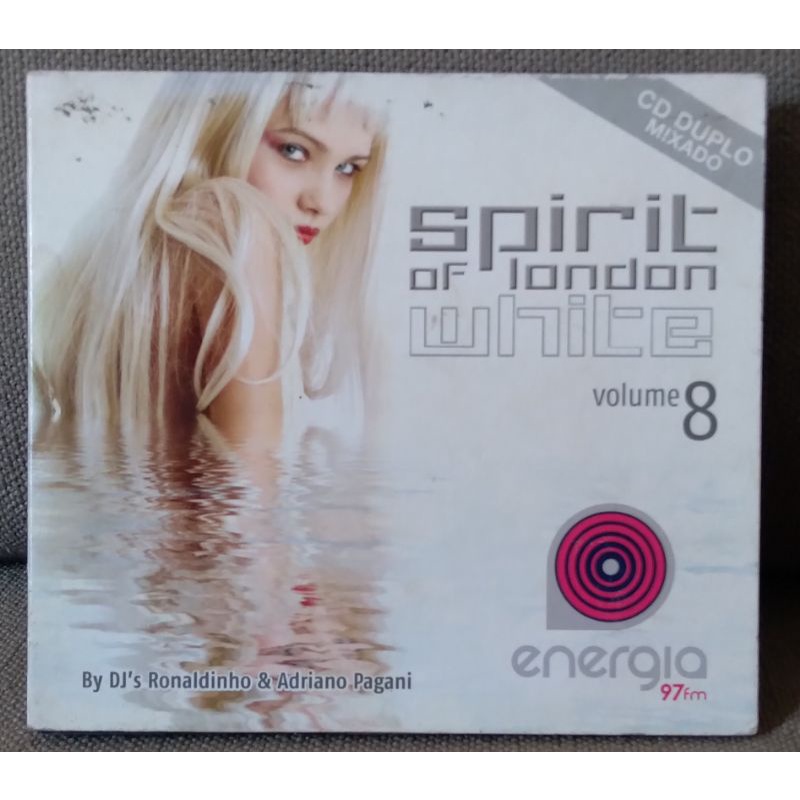 CD DUPLO
MIXADO
spirit
of london
white
volume 8
energia
97fm
By DJ's Ronaldinho & Adriano Pagani